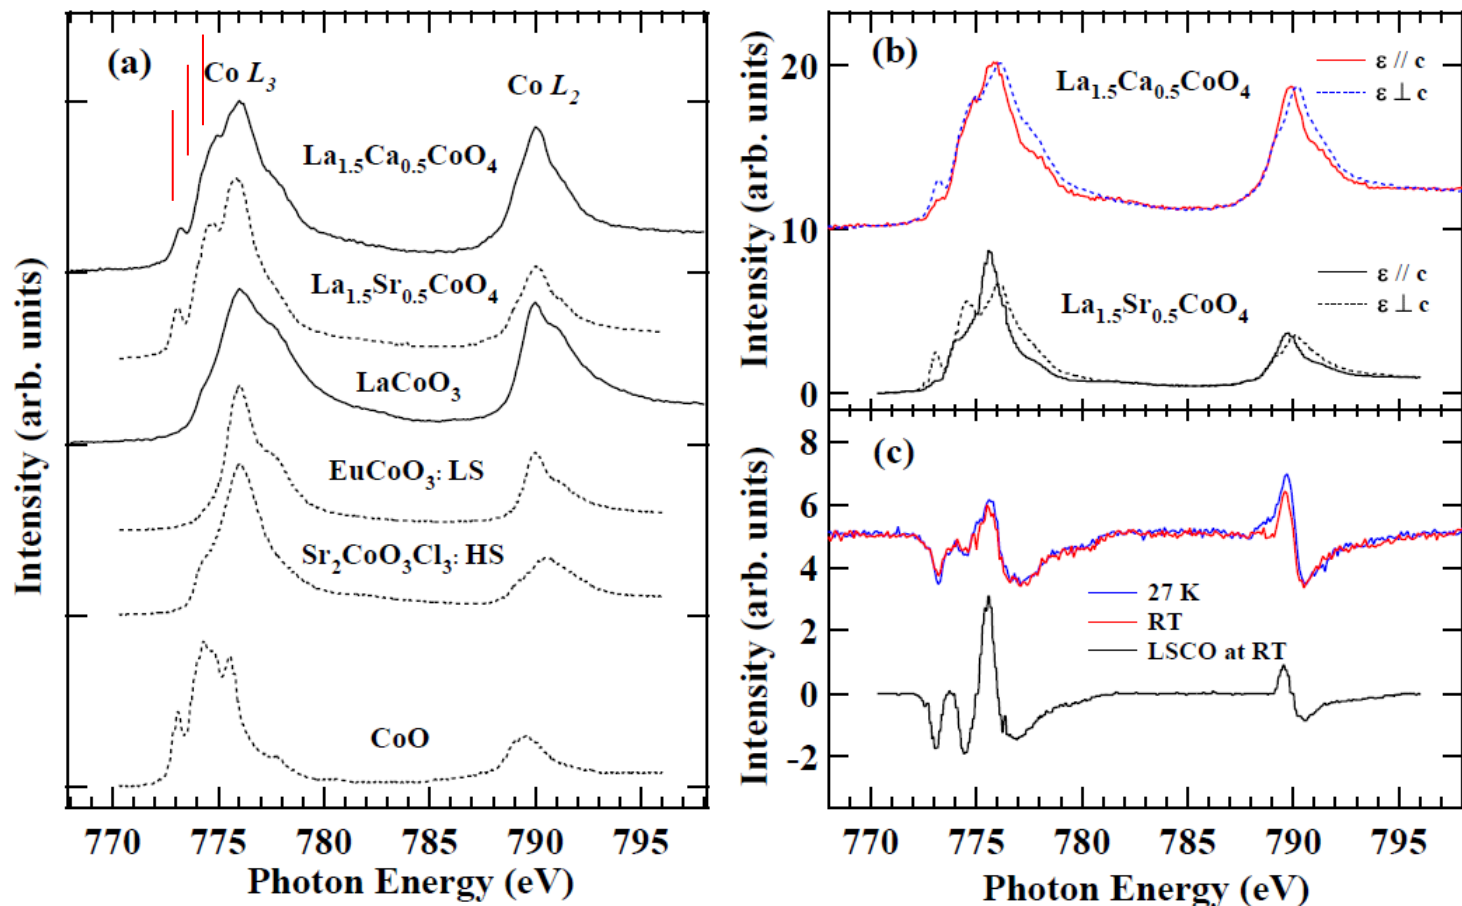 (a)
Co L3
Co L2
La1.5Ca0.5CoO4
La1.5Sr0.5CoO4
LaCoO3
EuCoO3: LS
Sr2CoO3Cl3: HS
CoO
Intensity (arb. units)
770 775 780 785 790 795
Photon Energy (eV)
(b)
ε // c
ε ⊥ c
La1.5Ca0.5CoO4
ε // c
ε ⊥ c
La1.5Sr0.5CoO4
20
10
0
Intensity (arb. units)
(c)
27 K
RT
LSCO at RT
8
6
4
2
0
-2
Intensity (arb. units)
770 775 780 785 790 795
Photon Energy (eV)